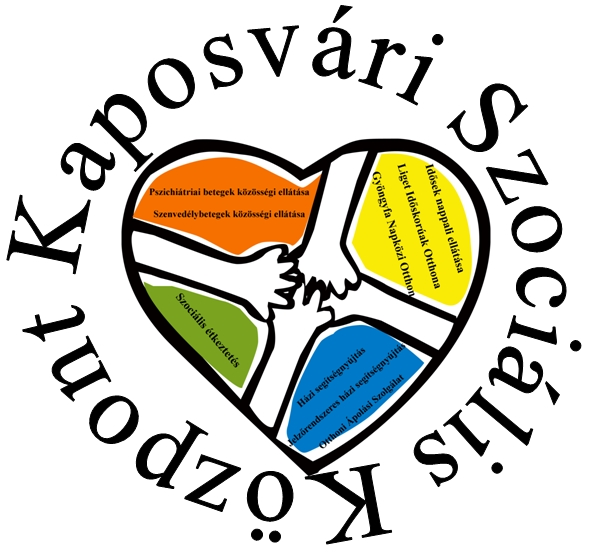 Kaposvári Szociális Központ
Pszichiátriai betegek közösségi ellátása
Szenvedélybetegek közösségi ellátása
Idősek nappali ellátása
Liget Időskorúak Otthona
Gyöngyfa Napközi Otthon
Szociális étkeztetés
Házi segítségnyújtás
Jelzőrendszeres házi segítségnyújtás
Otthoni Ápolási Szolgálat